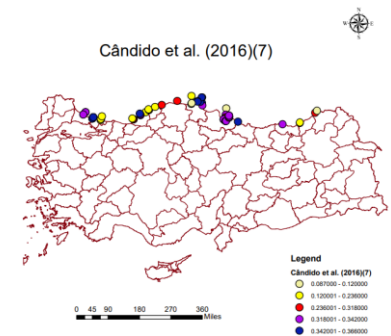 N
W E
S
Cândido et al. (2016)(7)
0 45 90 180 270 360
Miles
Legend
Cândido et al. (2016)(7)
0.087000 - 0.120000
0.120001 - 0.236000
0.236001 - 0.318000
0.318001 - 0.342000
0.342001 - 0.366000